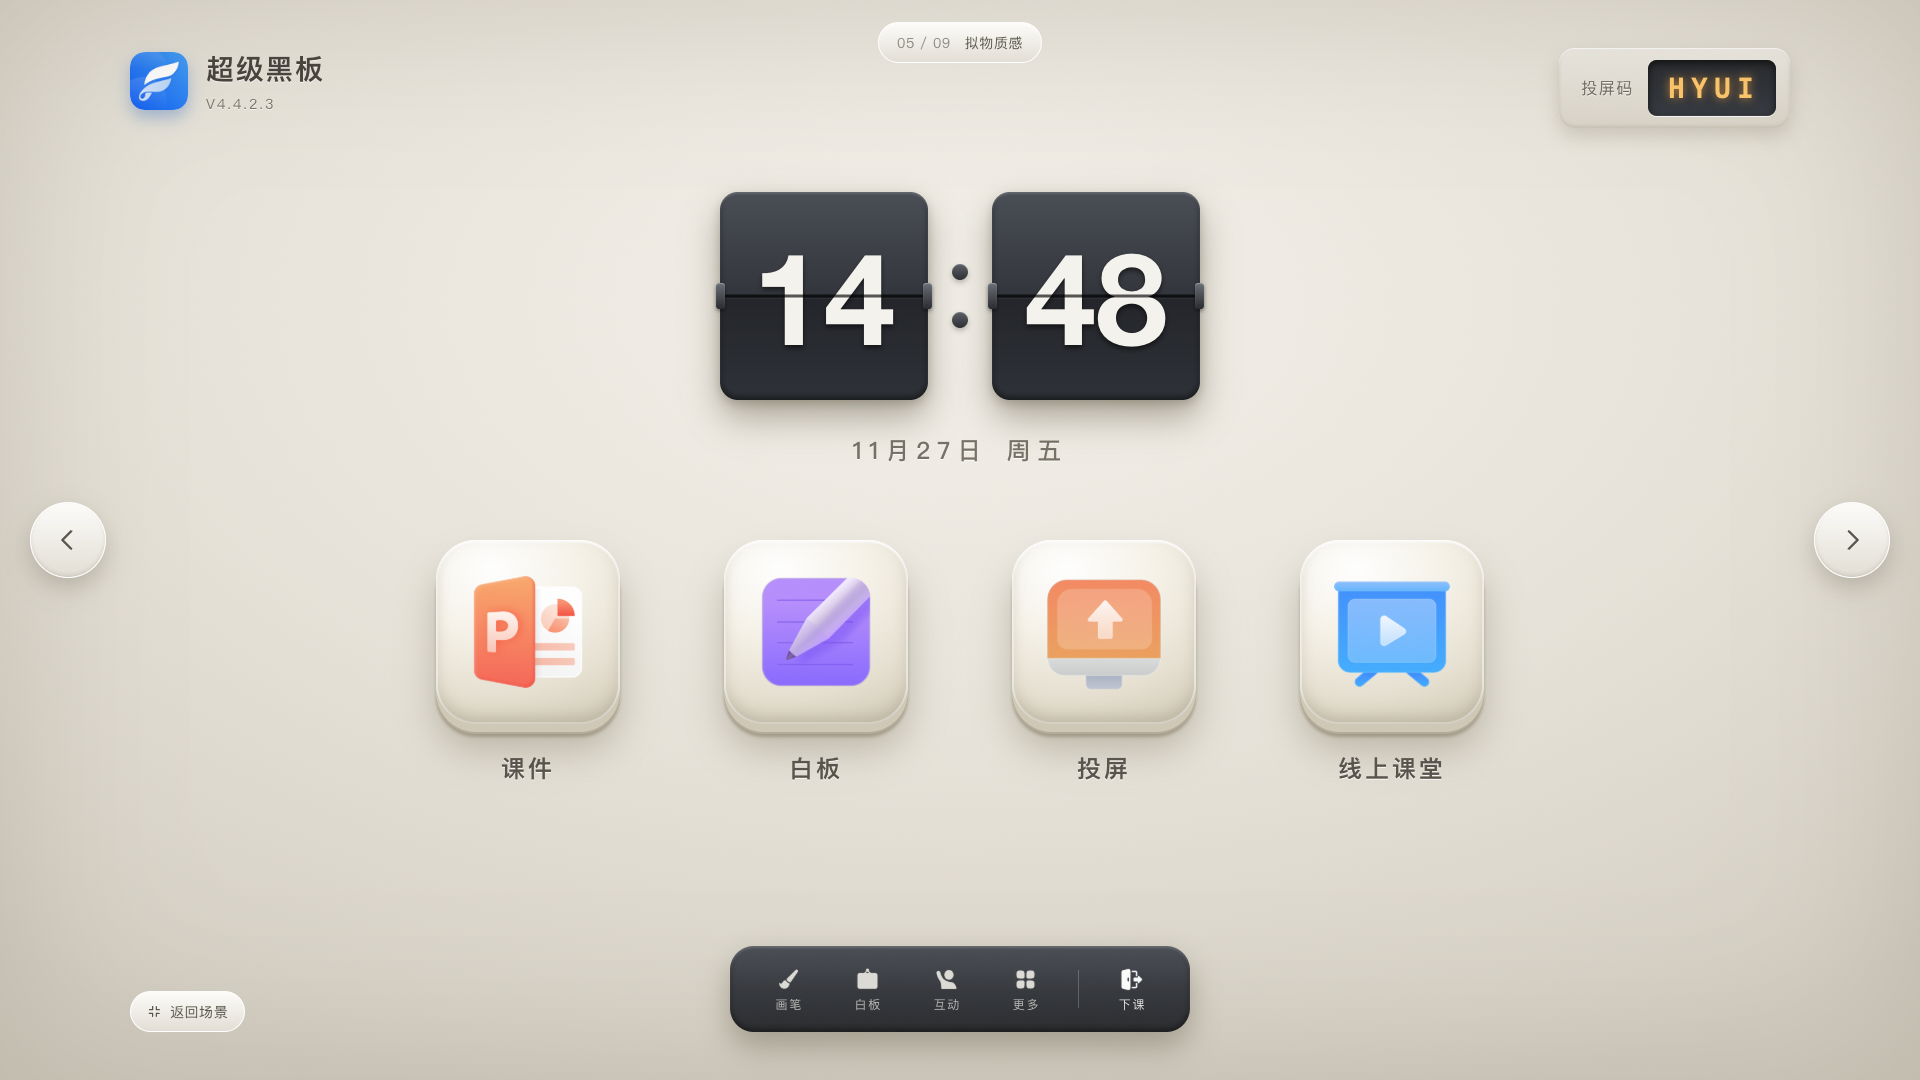 05 / 09 拟物质感
超级黑板
V4.4.2.3
投屏码 HYUI
14:48
11月27日 周五
P
课件 白板 投屏 线上课堂
画笔 白板 互动 更多 下课
返回场景